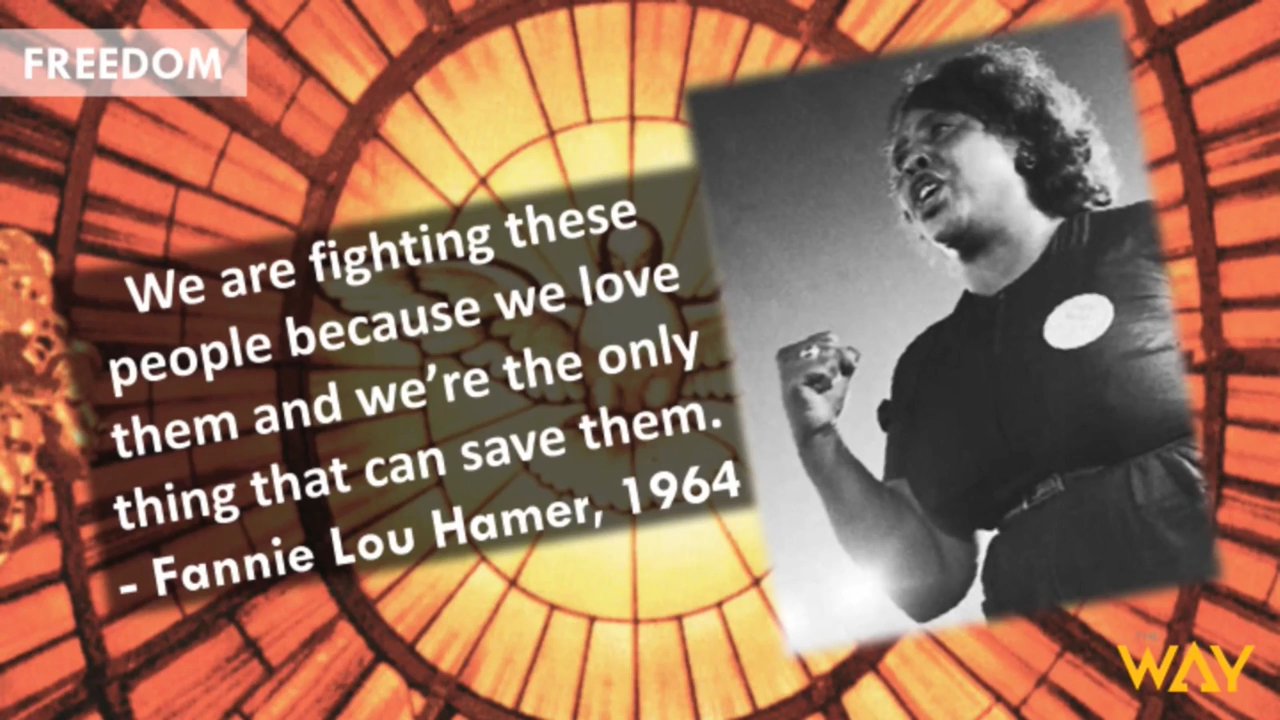 FREEDOM
We are fighting these
people because we love
them and we’re the only
thing that can save them.
- Fannie Lou Hamer, 1964
THE
WAY